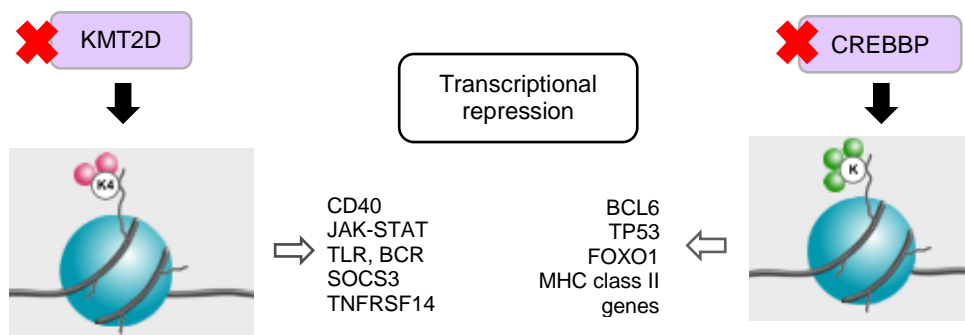 KMT2D
CREBBP
Transcriptional
repression
K4
K
CD40
JAK-STAT
TLR, BCR
SOCS3
TNFRSF14
BCL6
TP53
FOXO1
MHC class II
genes